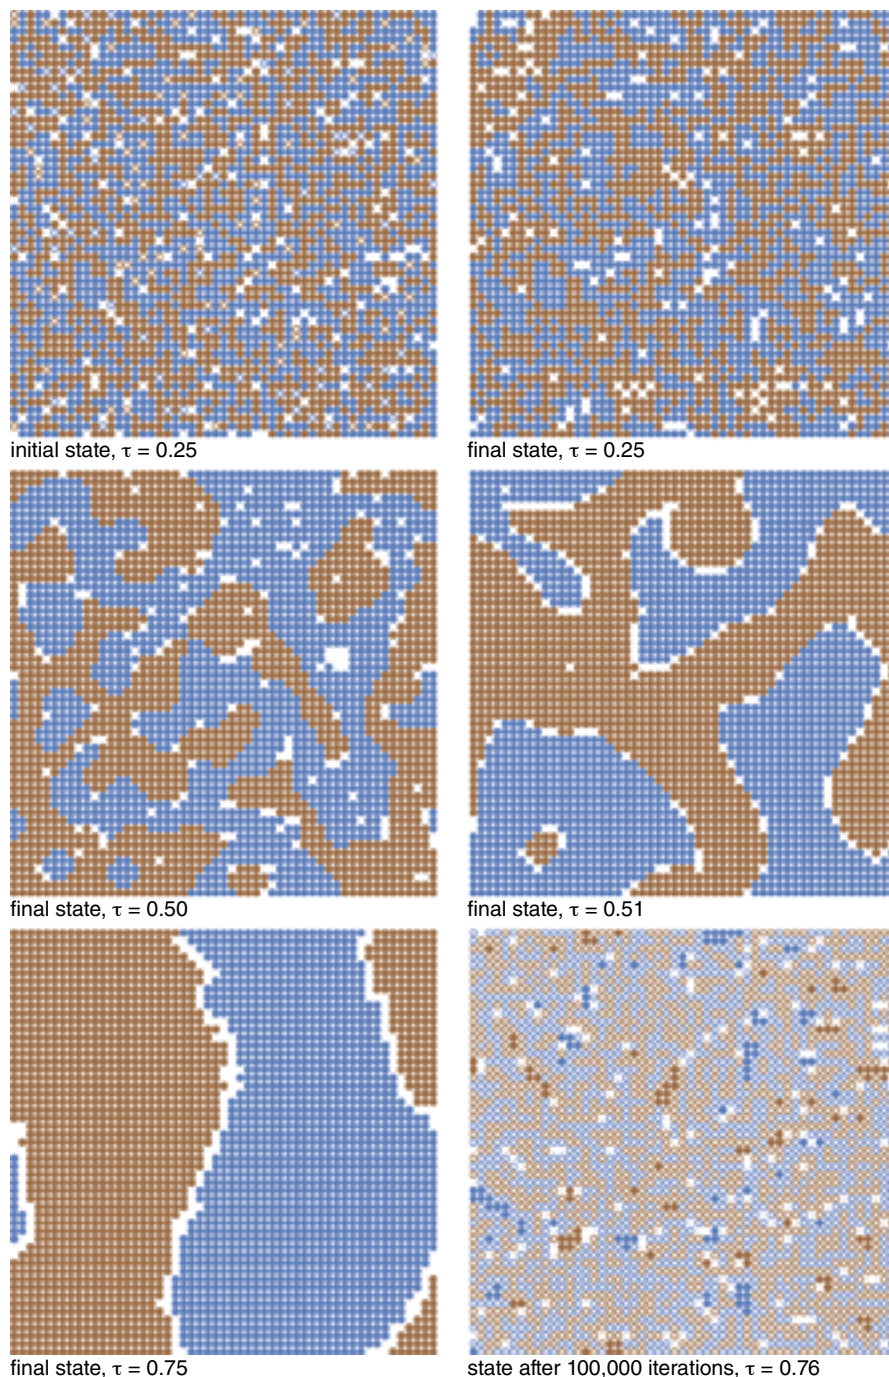 initial state, τ = 0.25
final state, τ = 0.25
final state, τ = 0.50
final state, τ = 0.51
final state, τ = 0.75
state after 100,000 iterations, τ = 0.76